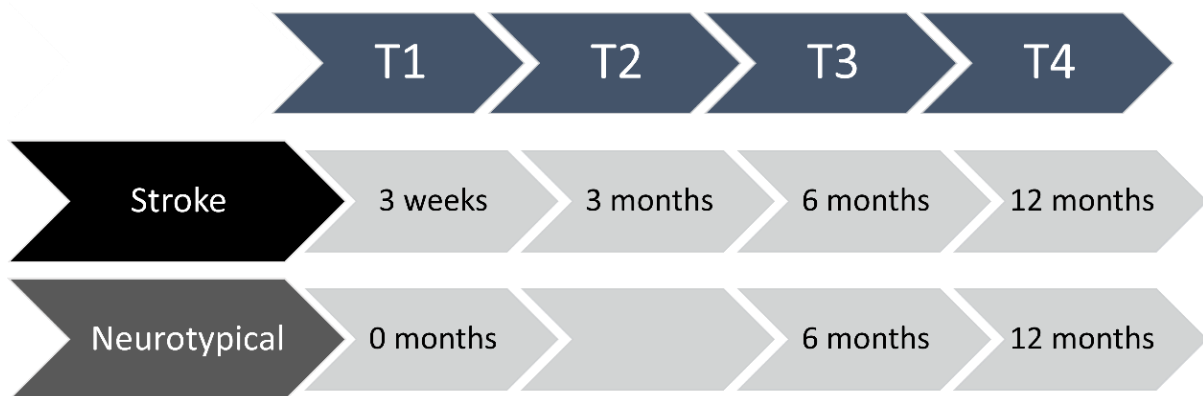 T1 T2 T3 T4
Stroke 3 weeks 3 months 6 months 12 months
Neurotypical 0 months 6 months 12 months